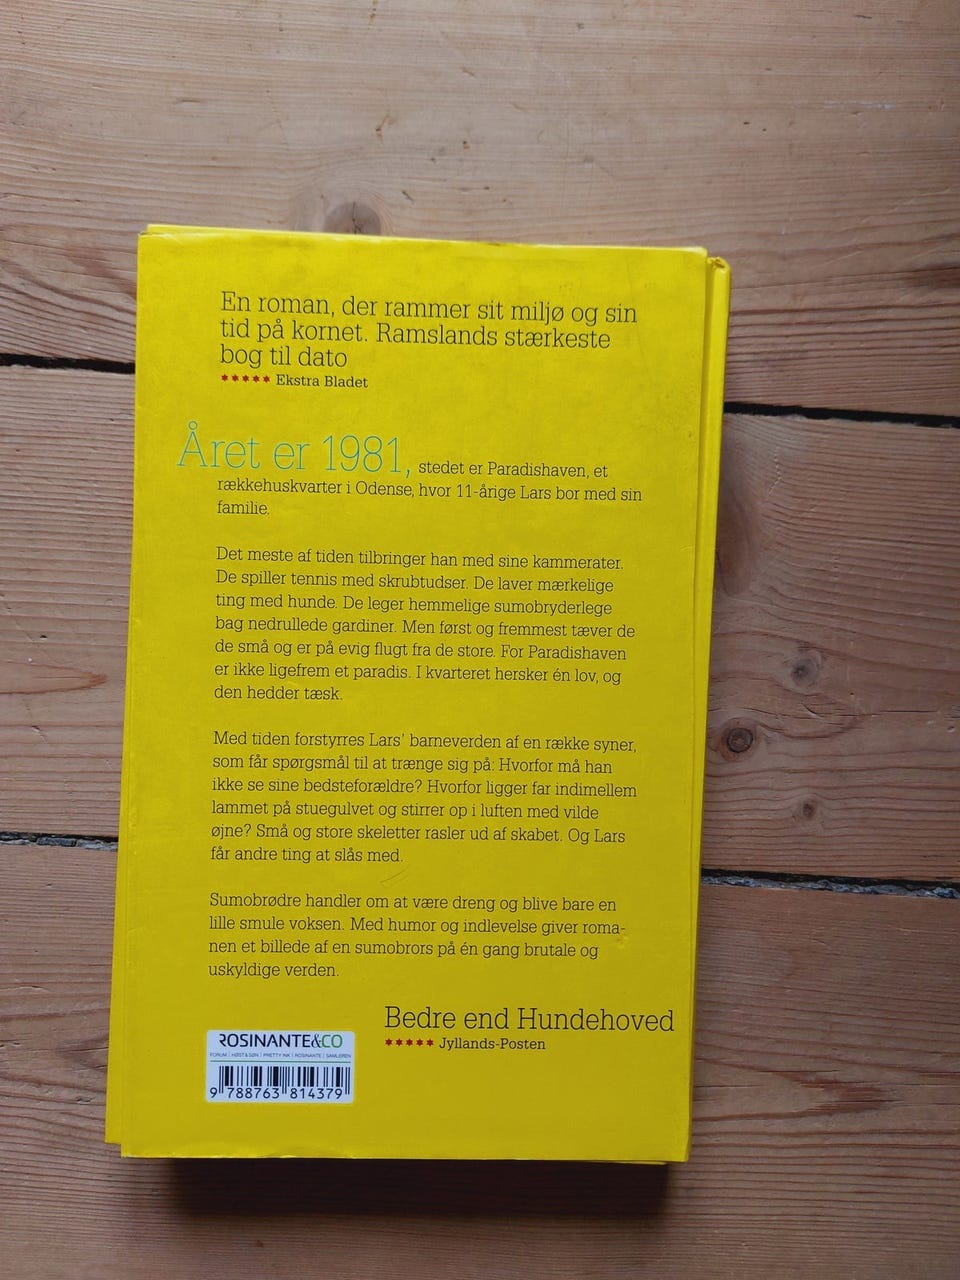 En roman, der rammer sit miljø og sin
tid på kornet. Ramslands stærkeste
bog til dato
***** Ekstra Bladet
Året er 1981, stedet er Paradishaven, et
rækkehuskvarter i Odense, hvor 11-årige Lars bor med sin
familie.
Det meste af tiden tilbringer han med sine kammerater.
De spiller tennis med skrubtudser. De laver mærkelige
ting med hunde. De leger hemmelige sumobryderlege
bag nedrullede gardiner. Men først og fremmest tæver de
de små og er på evig flugt fra de store. For Paradishaven
er ikke ligefrem et paradis. I kvarteret hersker én lov, og
den hedder tæsk.
Med tiden forstyrres Lars' barneverden af en række syner,
som får spørgsmål til at trænge sig på: Hvorfor må han
ikke se sine bedsteforældre? Hvorfor ligger far indimellem
lammet på stuegulvet og stirrer op i luften med vilde
øjne? Små og store skeletter rasler ud af skabet. Og Lars
får andre ting at slås med.
Sumobrødre handler om at være dreng og blive bare en
lille smule voksen. Med humor og indlevelse giver roma-
nen et billede af en sumobrors på én gang brutale og
uskyldige verden.
Bedre end Hundehoved
***** Jyllands-Posten
ROSINANTE&CO
FORUM | HØST&SØN | PRETTY INK | ROSINANTE | SAMLEREN
9 788763 814379